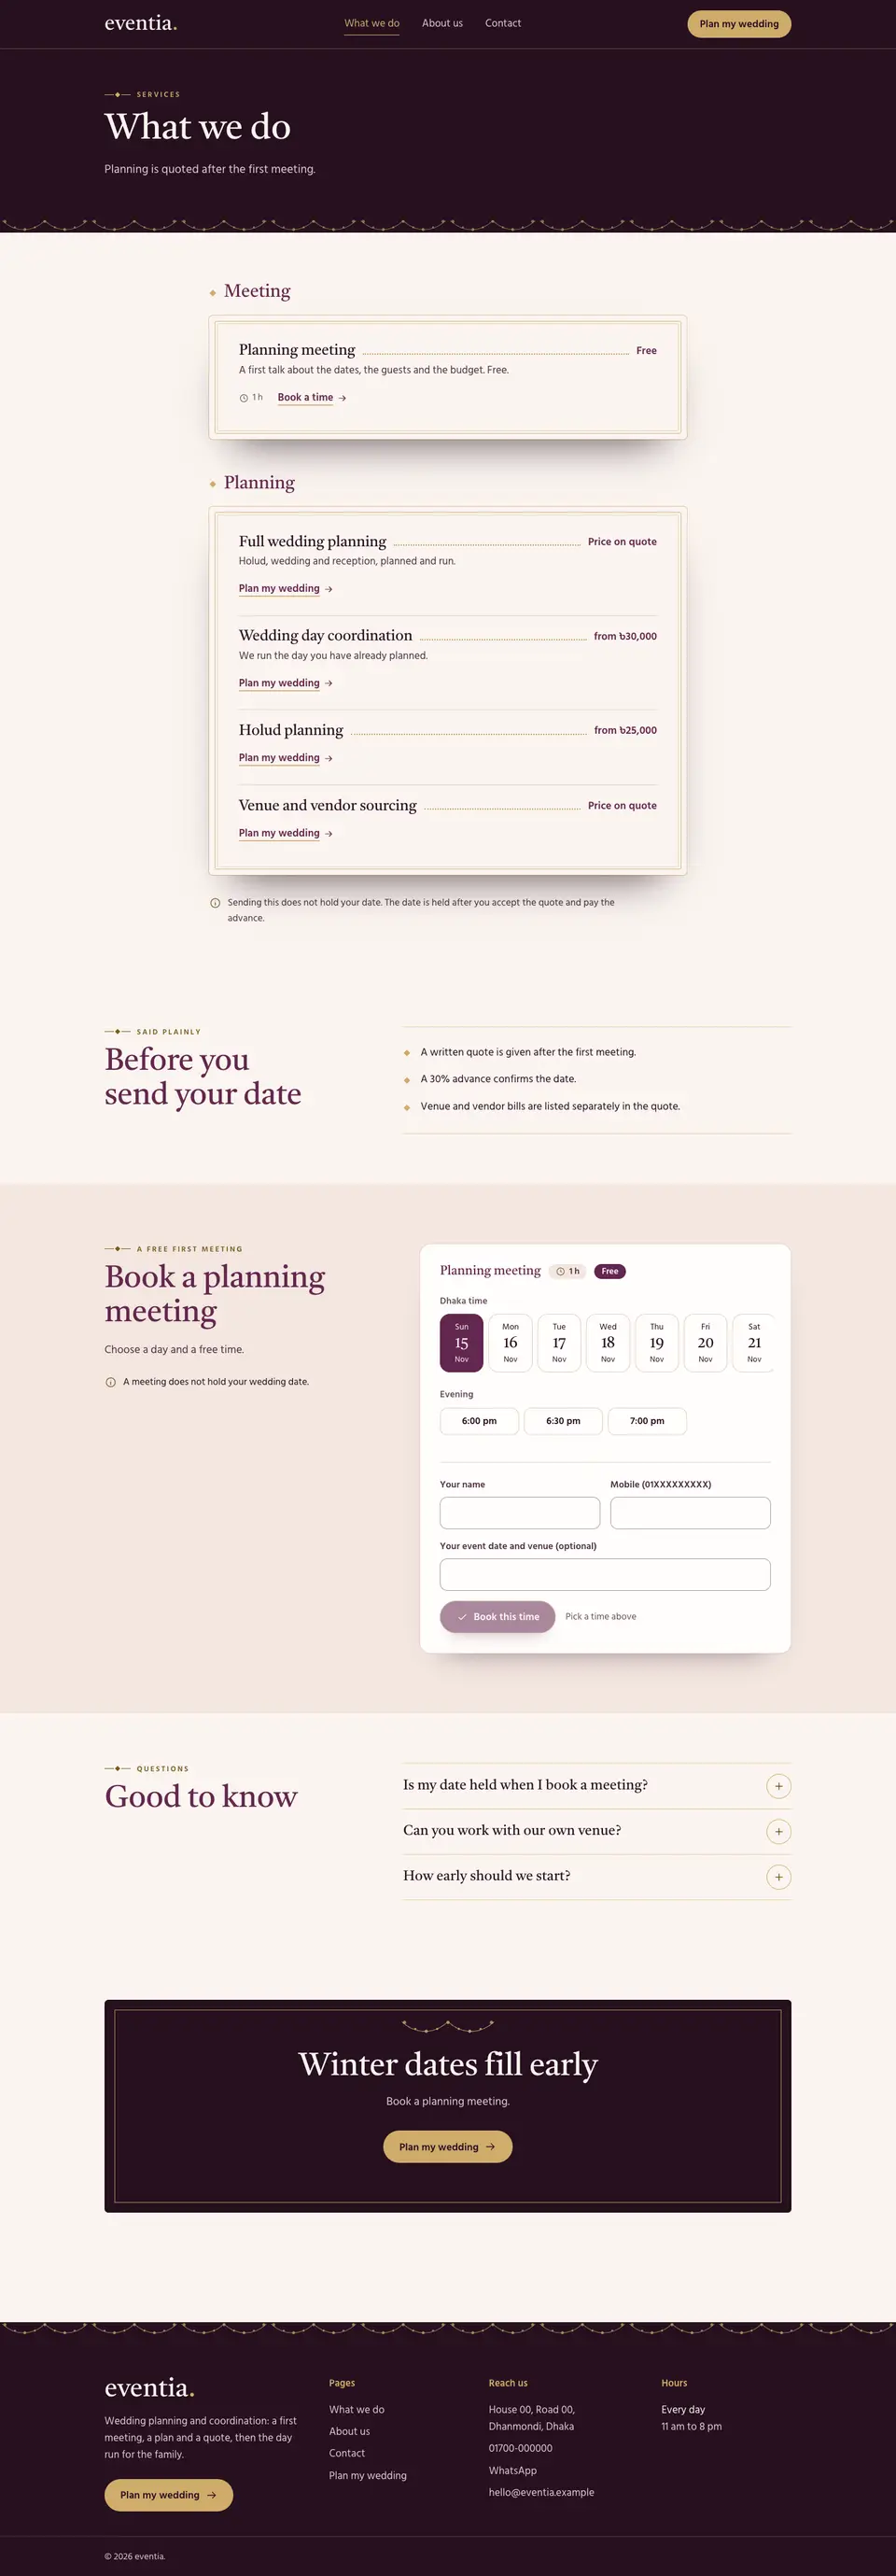 eventia.
What we do
About us
Contact
Plan my wedding
SERVICES
What we do
Planning is quoted after the first meeting.
Meeting
Planning meeting
Free
A first talk about the dates, the guests and the budget. Free.
1 h
Book a time →
Planning
Full wedding planning
Price on quote
Holud, wedding and reception, planned and run.
Plan my wedding →
Wedding day coordination
from ৳30,000
We run the day you have already planned.
Plan my wedding →
Holud planning
from ৳25,000
Plan my wedding →
Venue and vendor sourcing
Price on quote
Plan my wedding →
Sending this does not hold your date. The date is held after you accept the quote and pay the
advance.
SAID PLAINLY
Before you
send your date
A written quote is given after the first meeting.
A 30% advance confirms the date.
Venue and vendor bills are listed separately in the quote.
A FREE FIRST MEETING
Book a planning
meeting
Choose a day and a free time.
A meeting does not hold your wedding date.
Planning meeting
1 h
Free
Dhaka time
Sun
15
Nov
Mon
16
Nov
Tue
17
Nov
Wed
18
Nov
Thu
19
Nov
Fri
20
Nov
Sat
21
Nov
Evening
6:00 pm
6:30 pm
7:00 pm
Your name
Mobile (01XXXXXXXXX)
Your event date and venue (optional)
Book this time
Pick a time above
QUESTIONS
Good to know
Is my date held when I book a meeting?
Can you work with our own venue?
How early should we start?
Winter dates fill early
Book a planning meeting.
Plan my wedding →
eventia.
Wedding planning and coordination: a first
meeting, a plan and a quote, then the day
run for the family.
Plan my wedding →
Pages
What we do
About us
Contact
Plan my wedding
Reach us
House 00, Road 00,
Dhanmondi, Dhaka
01700-000000
WhatsApp
hello@eventia.example
Hours
Every day
11 am to 8 pm
© 2026 eventia.